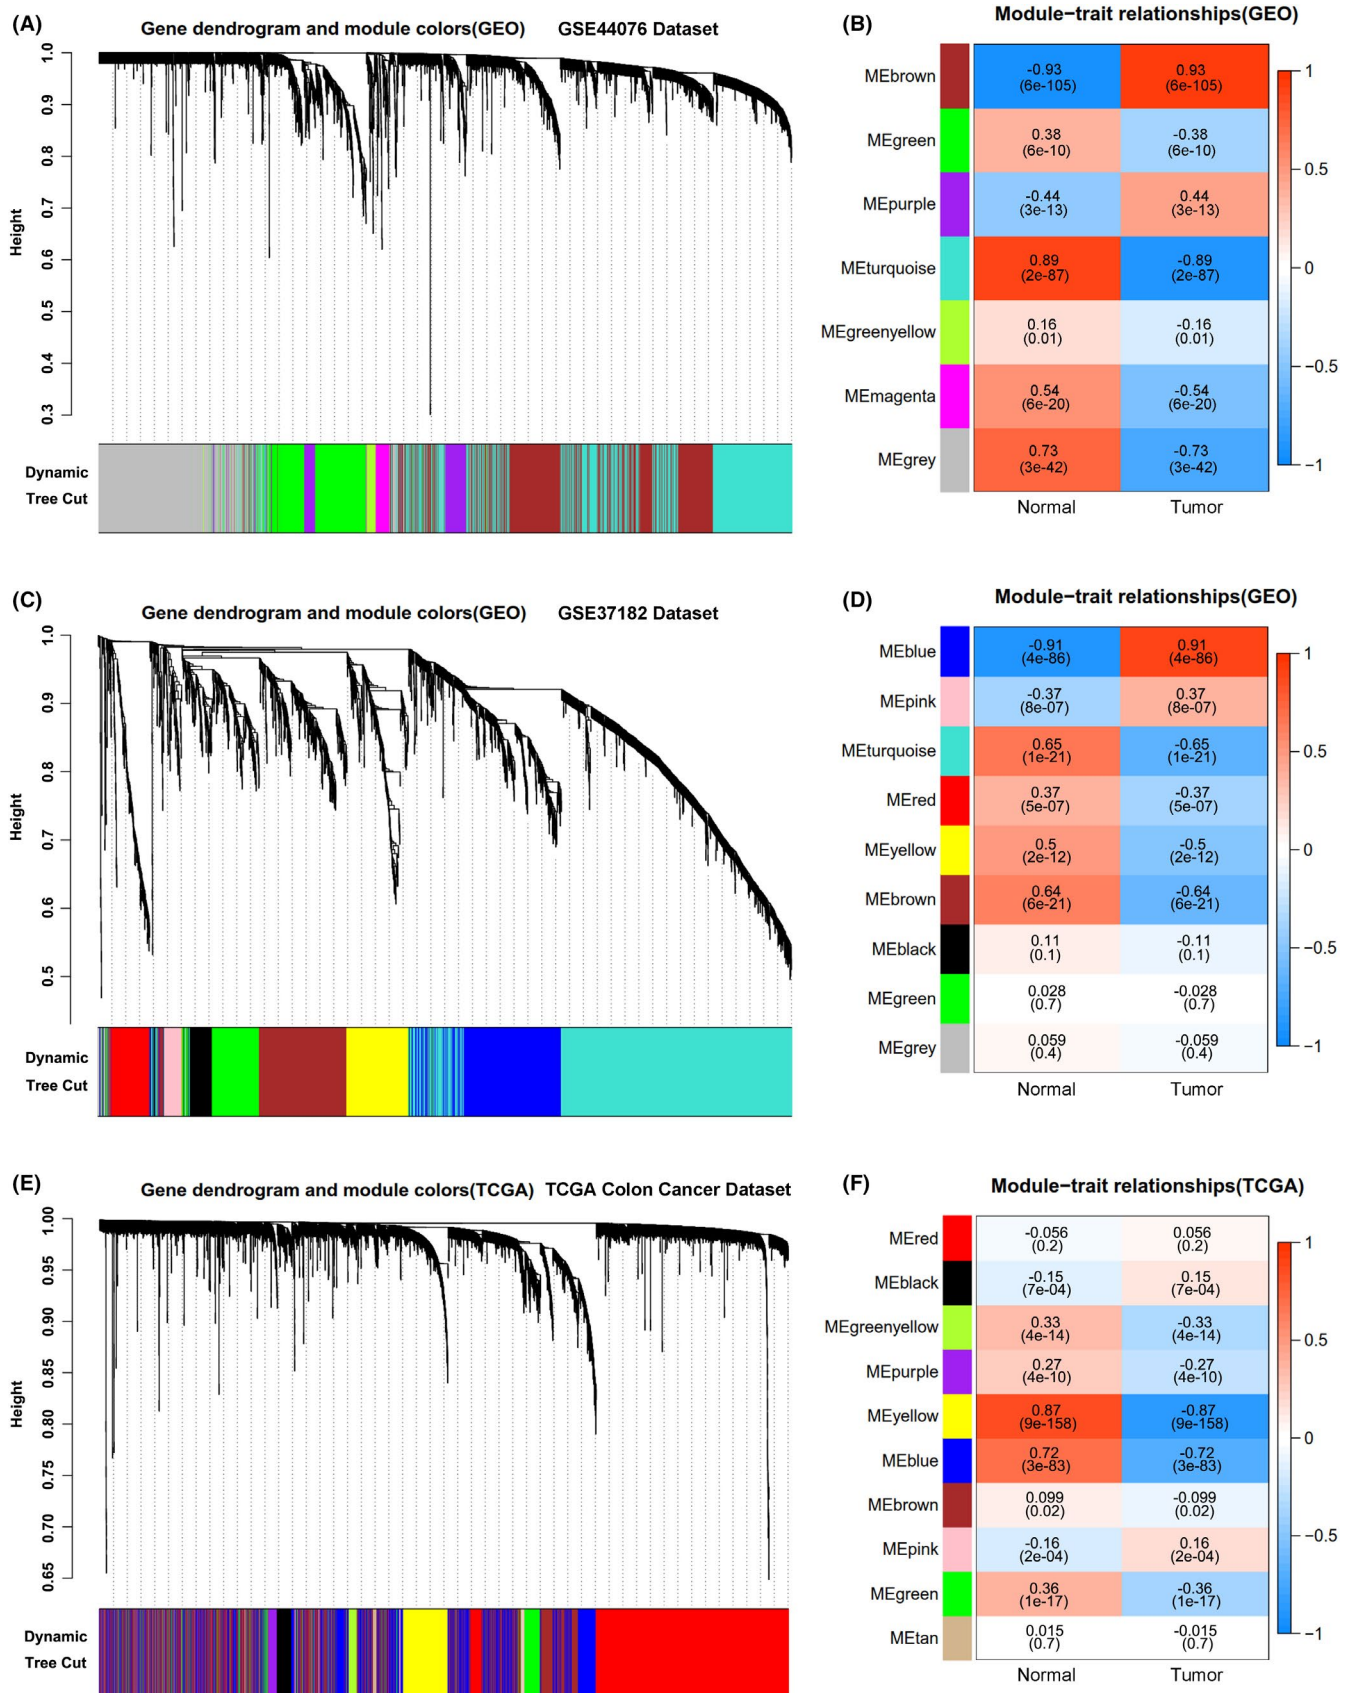 (A)
Gene dendrogram and module colors(GEO) GSE44076 Dataset
Height
1.0
0.9
0.8
0.7
0.6
0.5
0.4
0.3
Dynamic
Tree Cut
(B)
Module−trait relationships(GEO)
MEbrown
-0.93 0.93
(6e-105) (6e-105)
MEgreen
0.38 -0.38
(6e-10) (6e-10)
MEpurple
-0.44 0.44
(3e-13) (3e-13)
MEturquoise
0.89 -0.89
(2e-87) (2e-87)
MEgreenyellow
0.16 -0.16
(0.01) (0.01)
MEmagenta
0.54 -0.54
(6e-20) (6e-20)
MEgrey
0.73 -0.73
(3e-42) (3e-42)
Normal Tumor
1
0.5
0
−0.5
−1
(C)
Gene dendrogram and module colors(GEO) GSE37182 Dataset
Height
1.0
0.9
0.8
0.7
0.6
0.5
Dynamic
Tree Cut
(D)
Module−trait relationships(GEO)
MEblue
-0.91 0.91
(4e-86) (4e-86)
MEpink
-0.37 0.37
(8e-07) (8e-07)
MEturquoise
0.65 -0.65
(1e-21) (1e-21)
MEred
0.37 -0.37
(5e-07) (5e-07)
MEyellow
0.5 -0.5
(2e-12) (2e-12)
MEbrown
0.64 -0.64
(6e-21) (6e-21)
MEblack
0.11 -0.11
(0.1) (0.1)
MEgreen
0.028 -0.028
(0.7) (0.7)
MEgrey
0.059 -0.059
(0.4) (0.4)
Normal Tumor
1
0.5
0
−0.5
−1
(E)
Gene dendrogram and module colors(TCGA) TCGA Colon Cancer Dataset
Height
1.00
0.95
0.90
0.85
0.80
0.75
0.70
0.65
Dynamic
Tree Cut
(F)
Module−trait relationships(TCGA)
MEred
-0.056 0.056
(0.2) (0.2)
MEblack
-0.15 0.15
(7e-04) (7e-04)
MEgreenyellow
0.33 -0.33
(4e-14) (4e-14)
MEpurple
0.27 -0.27
(4e-10) (4e-10)
MEyellow
0.87 -0.87
(9e-158) (9e-158)
MEblue
0.72 -0.72
(3e-83) (3e-83)
MEbrown
0.099 -0.099
(0.02) (0.02)
MEpink
-0.16 0.16
(2e-04) (2e-04)
MEgreen
0.36 -0.36
(1e-17) (1e-17)
MEtan
0.015 -0.015
(0.7) (0.7)
Normal Tumor
1
0.5
0
−0.5
−1